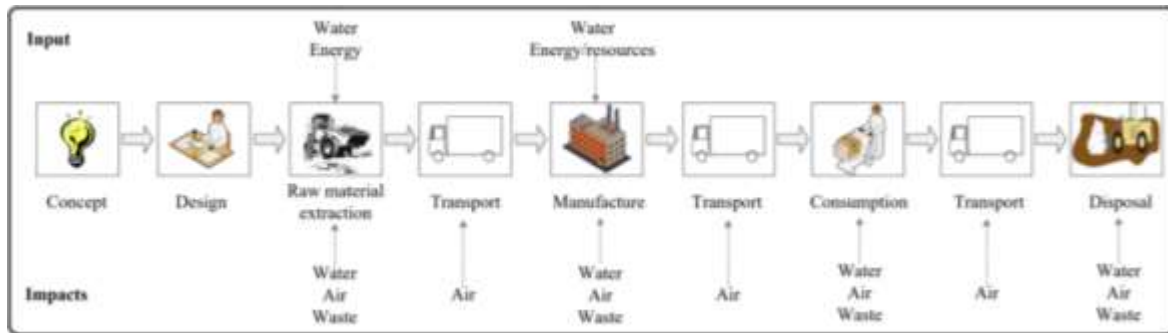 Input
Water
Energy
Water
Energy/resources
Concept
Design
Raw material
extraction
Transport
Manufacture
Transport
Consumption
Transport
Disposal
Impacts
Water
Air
Waste
Air
Water
Air
Waste
Air
Water
Air
Waste
Air
Water
Air
Waste